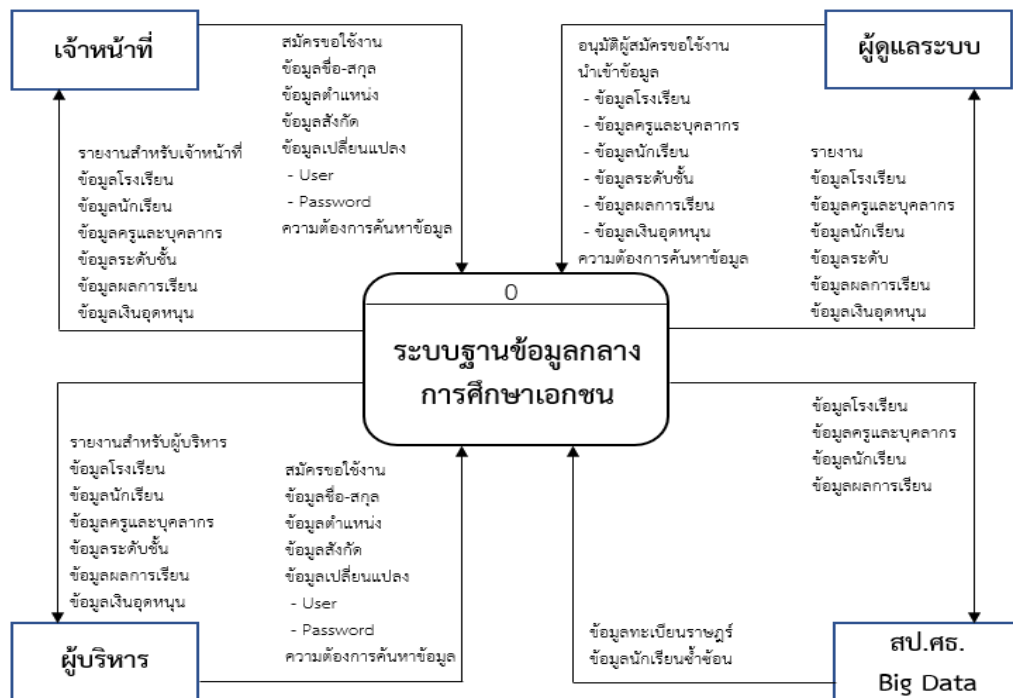 เจ้าหน้าที่
สมัครขอใช้งาน
ข้อมูลชื่อ-สกุล
ข้อมูลตำแหน่ง
ข้อมูลสังกัด
ข้อมูลเปลี่ยนแปลง
- User
- Password
ความต้องการค้นหาข้อมูล
รายงานสำหรับเจ้าหน้าที่
ข้อมูลโรงเรียน
ข้อมูลนักเรียน
ข้อมูลครูและบุคลากร
ข้อมูลระดับชั้น
ข้อมูลผลการเรียน
ข้อมูลเงินอุดหนุน
ผู้ดูแลระบบ
อนุมัติผู้สมัครขอใช้งาน
นำเข้าข้อมูล
- ข้อมูลโรงเรียน
- ข้อมูลครูและบุคลากร
- ข้อมูลนักเรียน
- ข้อมูลระดับชั้น
- ข้อมูลผลการเรียน
- ข้อมูลเงินอุดหนุน
ความต้องการค้นหาข้อมูล
รายงาน
ข้อมูลโรงเรียน
ข้อมูลครูและบุคลากร
ข้อมูลนักเรียน
ข้อมูลระดับ
ข้อมูลผลการเรียน
ข้อมูลเงินอุดหนุน
0
ระบบฐานข้อมูลกลาง
การศึกษาเอกชน
รายงานสำหรับผู้บริหาร
ข้อมูลโรงเรียน
ข้อมูลนักเรียน
ข้อมูลครูและบุคลากร
ข้อมูลระดับชั้น
ข้อมูลผลการเรียน
ข้อมูลเงินอุดหนุน
ผู้บริหาร
สมัครขอใช้งาน
ข้อมูลชื่อ-สกุล
ข้อมูลตำแหน่ง
ข้อมูลสังกัด
ข้อมูลเปลี่ยนแปลง
- User
- Password
ความต้องการค้นหาข้อมูล
ข้อมูลโรงเรียน
ข้อมูลครูและบุคลากร
ข้อมูลนักเรียน
ข้อมูลผลการเรียน
ข้อมูลทะเบียนราษฎร์
ข้อมูลนักเรียนซ้ำซ้อน
สป.ศธ.
Big Data